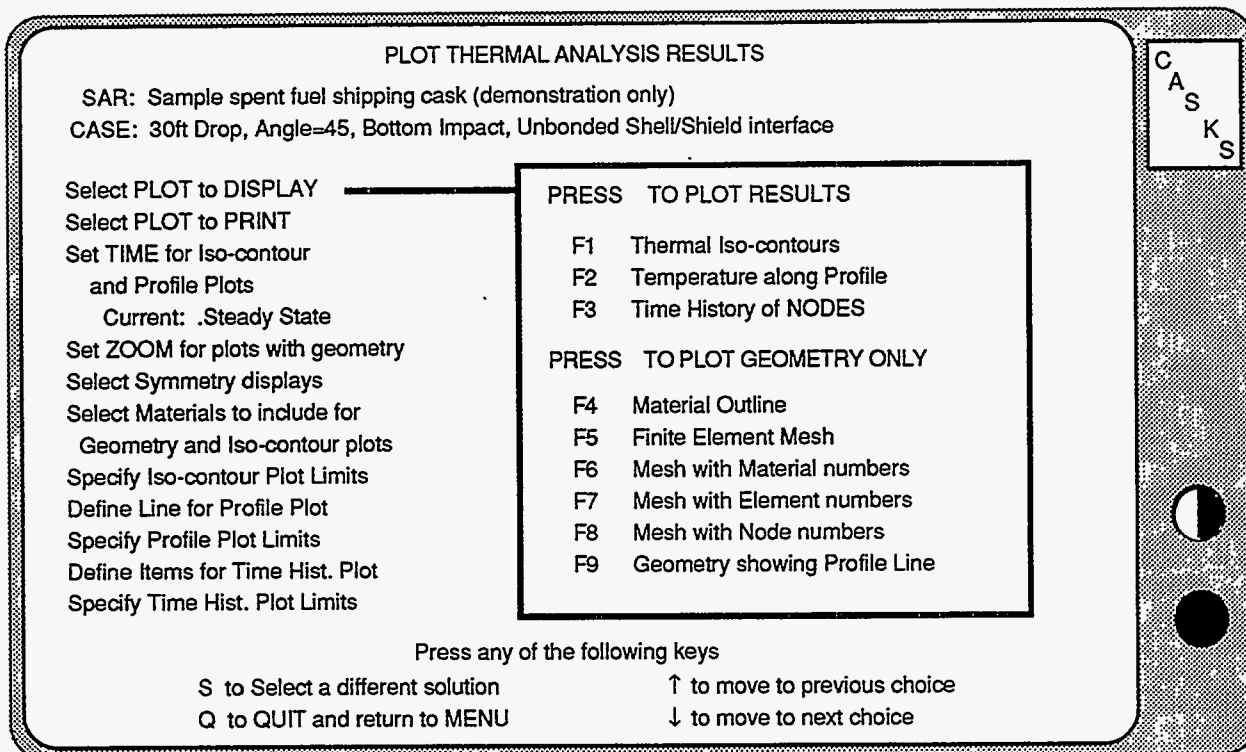 PLOT THERMAL ANALYSIS RESULTS
SAR: Sample spent fuel shipping cask (demonstration only)
CASE: 30ft Drop, Angle=45, Bottom Impact, Unbonded Shell/Shield interface
Select PLOT to DISPLAY
Select PLOT to PRINT
Set TIME for Iso-contour
and Profile Plots
Current: .Steady State
Set ZOOM for plots with geometry
Select Symmetry displays
Select Materials to include for
Geometry and Iso-contour plots
Specify Iso-contour Plot Limits
Define Line for Profile Plot
Specify Profile Plot Limits
Define Items for Time Hist. Plot
Specify Time Hist. Plot Limits
PRESS TO PLOT RESULTS
F1 Thermal Iso-contours
F2 Temperature along Profile
F3 Time History of NODES
PRESS TO PLOT GEOMETRY ONLY
F4 Material Outline
F5 Finite Element Mesh
F6 Mesh with Material numbers
F7 Mesh with Element numbers
F8 Mesh with Node numbers
F9 Geometry showing Profile Line
Press any of the following keys
S to Select a different solution
Q to QUIT and return to MENU
↑ to move to previous choice
↓ to move to next choice
CASKS